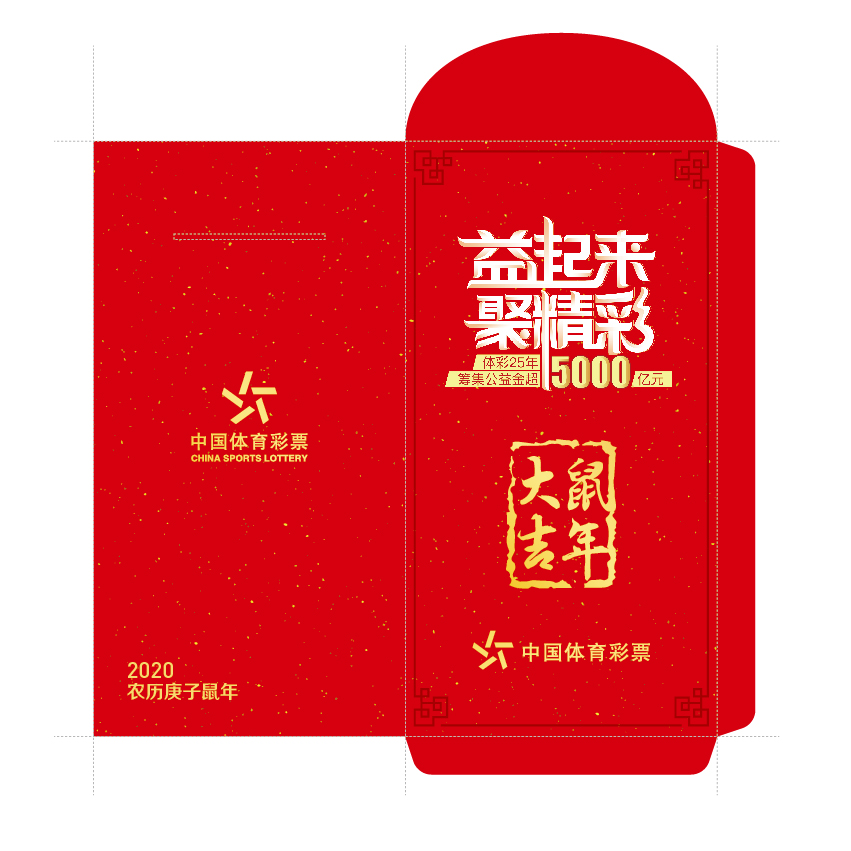 中国体育彩票
CHINA SPORTS LOTTERY
2020
农历庚子鼠年
益起来
聚精彩
体彩25年
筹集公益金超5000亿元
鼠年
大吉
中国体育彩票